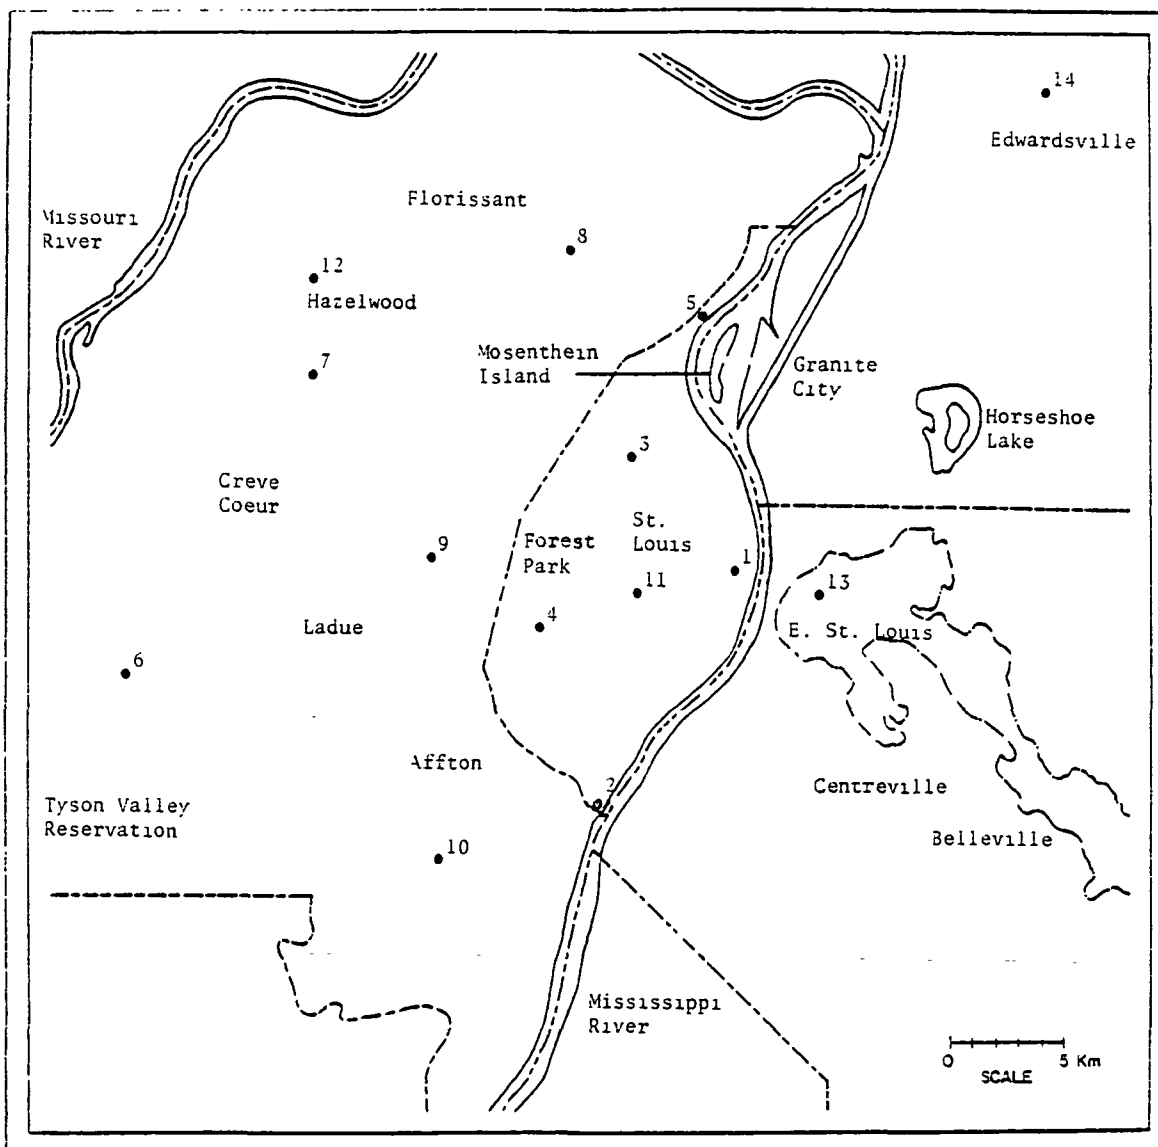 14
Edwardsville
Florissant
Missouri
River
8
12
Hazelwood
5
Mosenthein
Island
7
Granite
City
Horseshoe
Lake
3
Creve
Coeur
St.
Louis
9
Forest
Park
1
11
13
4
Ladue
E. St. Louis
6
Affton
2
Centreville
Tyson Valley
Reservation
Belleville
10
Mississippi
River
0 5 Km
SCALE